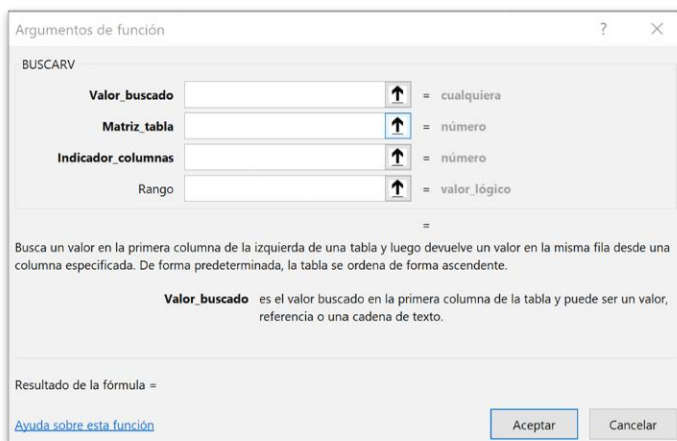 Argumentos de función ? ×
BUSCARV
Valor_buscado = cualquiera
Matriz_tabla = número
Indicador_columnas = número
Rango = valor_lógico
=
Busca un valor en la primera columna de la izquierda de una tabla y luego devuelve un valor en la misma fila desde una
columna especificada. De forma predeterminada, la tabla se ordena de forma ascendente.
Valor_buscado es el valor buscado en la primera columna de la tabla y puede ser un valor,
referencia o una cadena de texto.
Resultado de la fórmula =
Ayuda sobre esta función Aceptar Cancelar